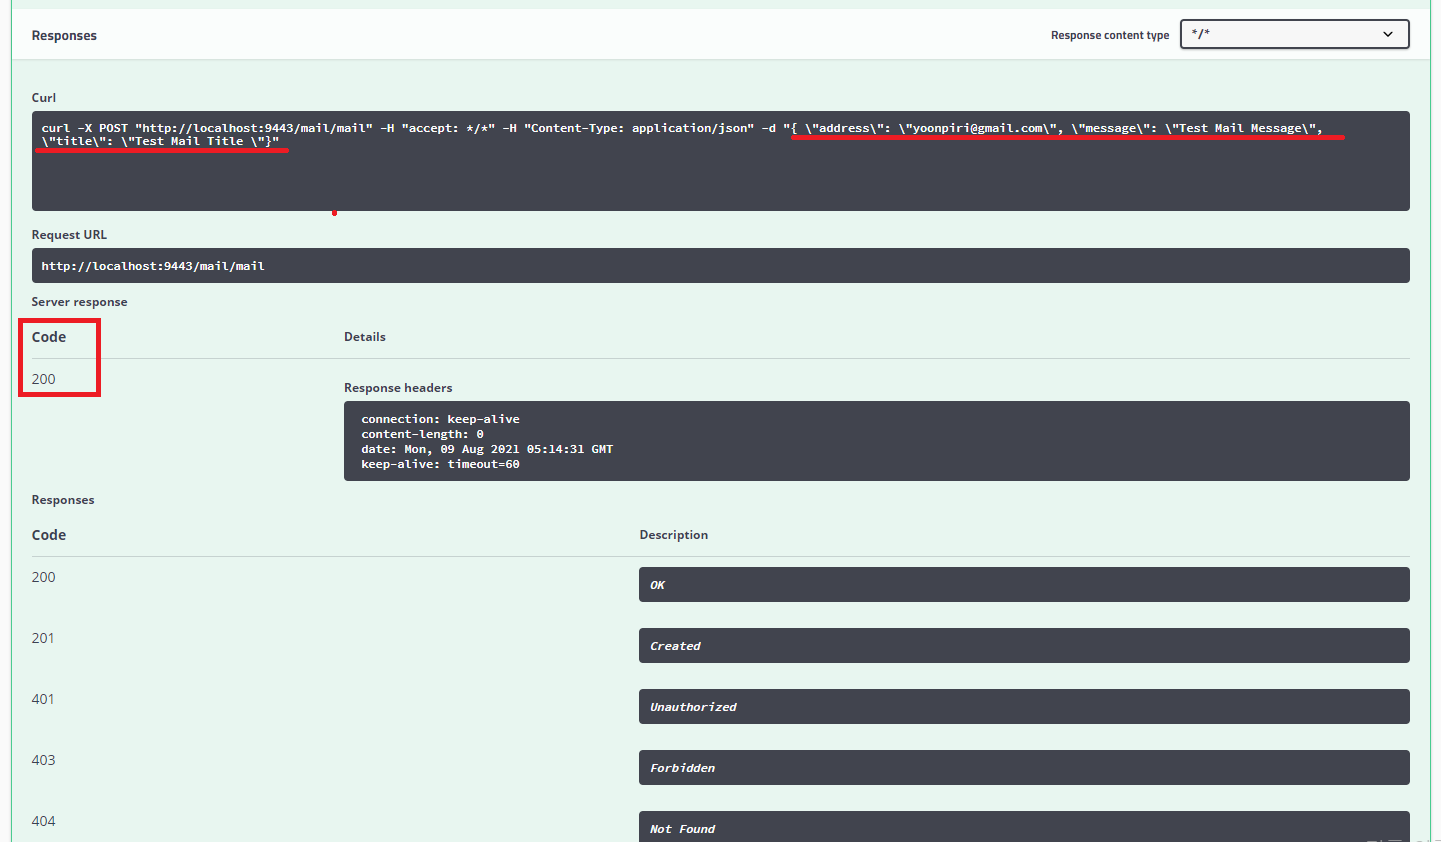 Responses
Response content type */*
Curl
curl -X POST "http://localhost:9443/mail/mail" -H "accept: */*" -H "Content-Type: application/json" -d "{ \"address\": \"yoonpiri@gmail.com\", \"message\": \"Test Mail Message\",
\"title\": \"Test Mail Title \"}"
Request URL
http://localhost:9443/mail/mail
Server response
Code Details
200
Response headers
connection: keep-alive
content-length: 0
date: Mon, 09 Aug 2021 05:14:31 GMT
keep-alive: timeout=60
Responses
Code Description
200
OK
201
Created
401
Unauthorized
403
Forbidden
404
Not Found